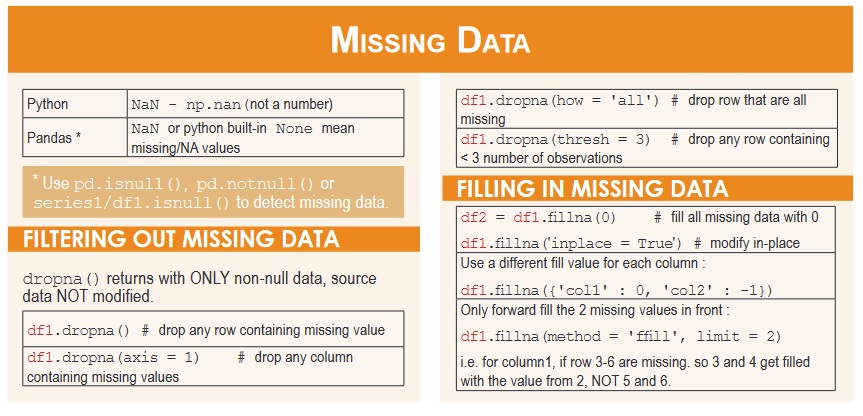 MISSING DATA
Python NaN - np.nan (not a number)
Pandas * NaN or python built-in None mean
missing/NA values
* Use pd.isnull(), pd.notnull() or
series1/df1.isnull() to detect missing data.
FILTERING OUT MISSING DATA
dropna() returns with ONLY non-null data, source
data NOT modified.
df1.dropna() # drop any row containing missing value
df1.dropna(axis = 1) # drop any column
containing missing values
df1.dropna(how = 'all') # drop row that are all
missing
df1.dropna(thresh = 3) # drop any row containing
< 3 number of observations
FILLING IN MISSING DATA
df2 = df1.fillna(0) # fill all missing data with 0
df1.fillna('inplace = True') # modify in-place
Use a different fill value for each column :
df1.fillna({'col1' : 0, 'col2' : -1})
Only forward fill the 2 missing values in front :
df1.fillna(method = 'ffill', limit = 2)
i.e. for column1, if row 3-6 are missing. so 3 and 4 get filled
with the value from 2, NOT 5 and 6.